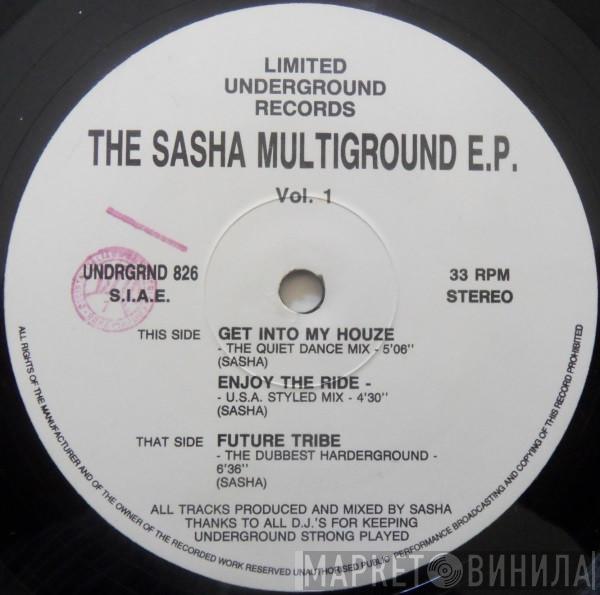 LIMITED
UNDERGROUND
RECORDS
THE SASHA MULTIGROUND E.P.
Vol. 1
UNDRGRND 826
S.I.A.E.
33 RPM
STEREO
THIS SIDE GET INTO MY HOUZE
- THE QUIET DANCE MIX - 5'06"
(SASHA)
ENJOY THE RIDE -
- U.S.A. STYLED MIX - 4'30"
(SASHA)
THAT SIDE FUTURE TRIBE
- THE DUBBEST HARDERGROUND -
6'36"
(SASHA)
ALL TRACKS PRODUCED AND MIXED BY SASHA
THANKS TO ALL D.J.'S FOR KEEPING
UNDERGROUND STRONG PLAYED
ALL RIGHTS OF THE MANUFACTURER AND OF THE OWNER OF THE RECORDED WORK RESERVED UNAUTHORISED PUBLIC PERFORMANCE BROADCASTING AND COPYING OF THIS RECORD PROHIBITED
МАРКЕТ ВИНИЛА